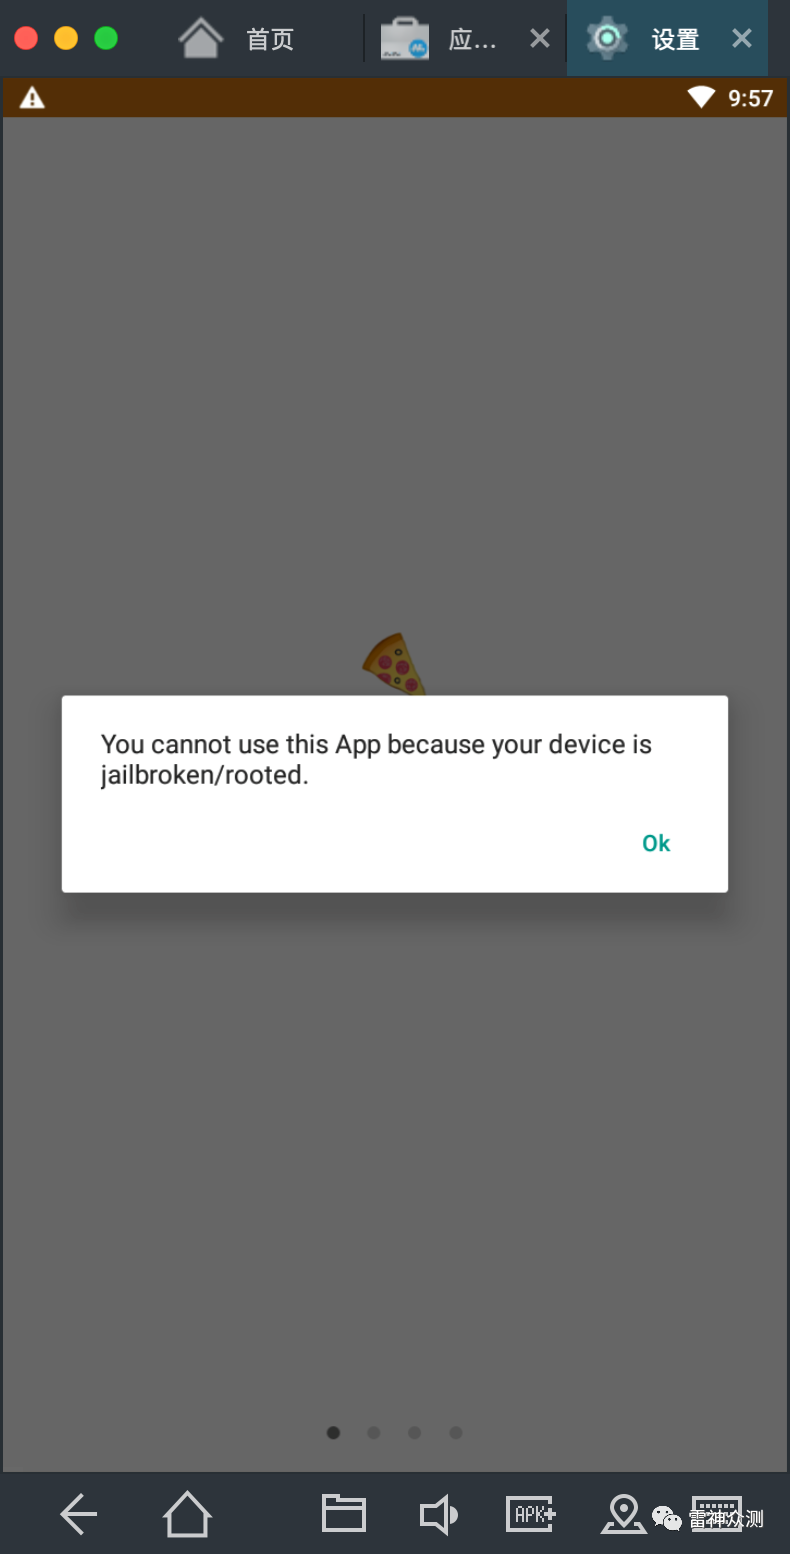 首页
应...
设置
9:57
You cannot use this App because your device is
jailbroken/rooted.
Ok
APK
雷神众测